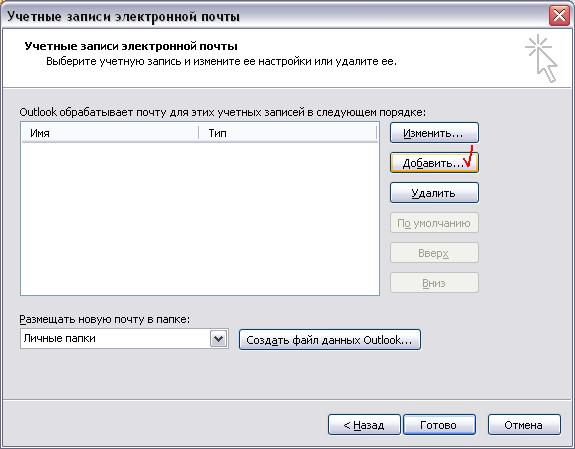 Учетные записи электронной почты
Учетные записи электронной почты
Выберите учетную запись и измените ее настройки или удалите ее.
Outlook обрабатывает почту для этих учетных записей в следующем порядке:
Имя Тип
Изменить...
Добавить...
Удалить
По умолчанию
Вверх
Вниз
Размещать новую почту в папке:
Личные папки Создать файл данных Outlook...
< Назад Готово Отмена